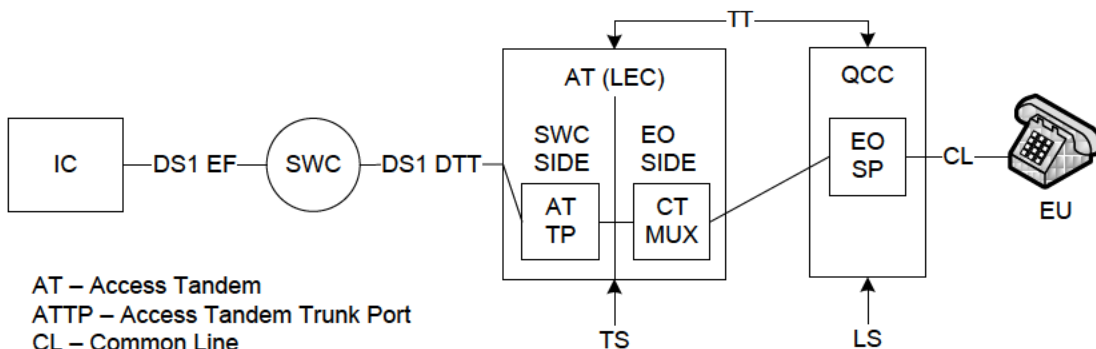 TT
AT (LEC)
QCC
SWC
SIDE
EO
SIDE
IC
DS1 EF
SWC
DS1 DTT
AT
TP
CT
MUX
EO
SP
CL
EU
AT – Access Tandem
ATTP – Access Tandem Trunk Port
CL – Common Line
TS
LS